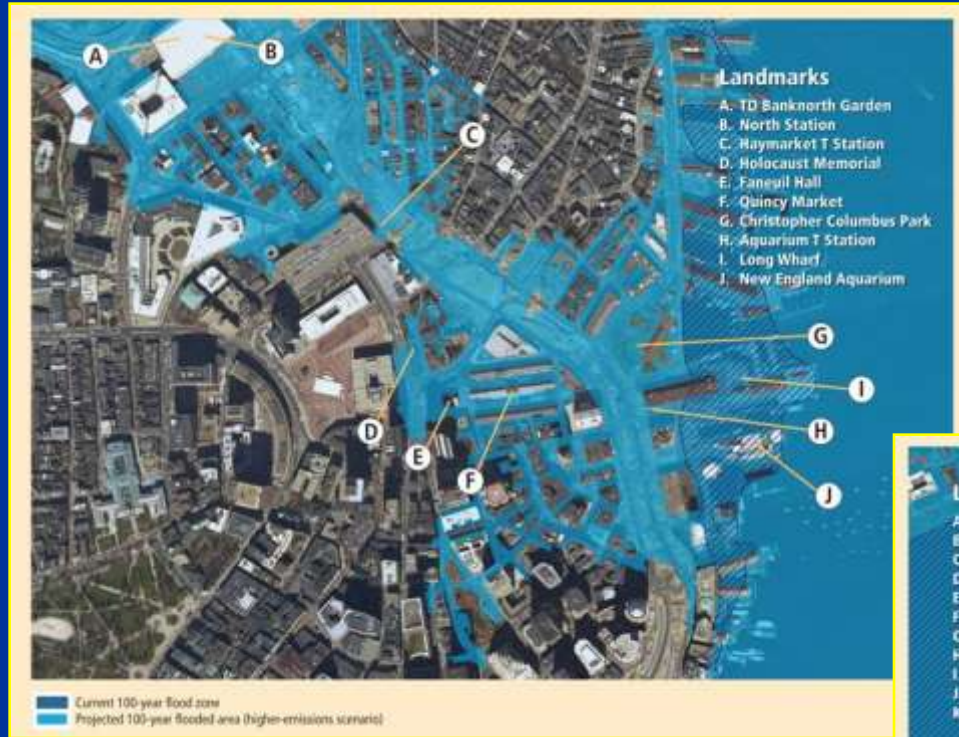 A
B
C
Landmarks
A. TD Banknorth Garden
B. North Station
C. Haymarket T Station
D. Holocaust Memorial
E. Faneuil Hall
F. Quincy Market
G. Christopher Columbus Park
H. Aquarium T Station
I. Long Wharf
J. New England Aquarium
G
I
D
H
E
F
J
Current 100-year flood zone
Projected 100-year flooded area (higher-emissions scenario)
L
A
B
C
D
E
F
G
H
I.
J.
K